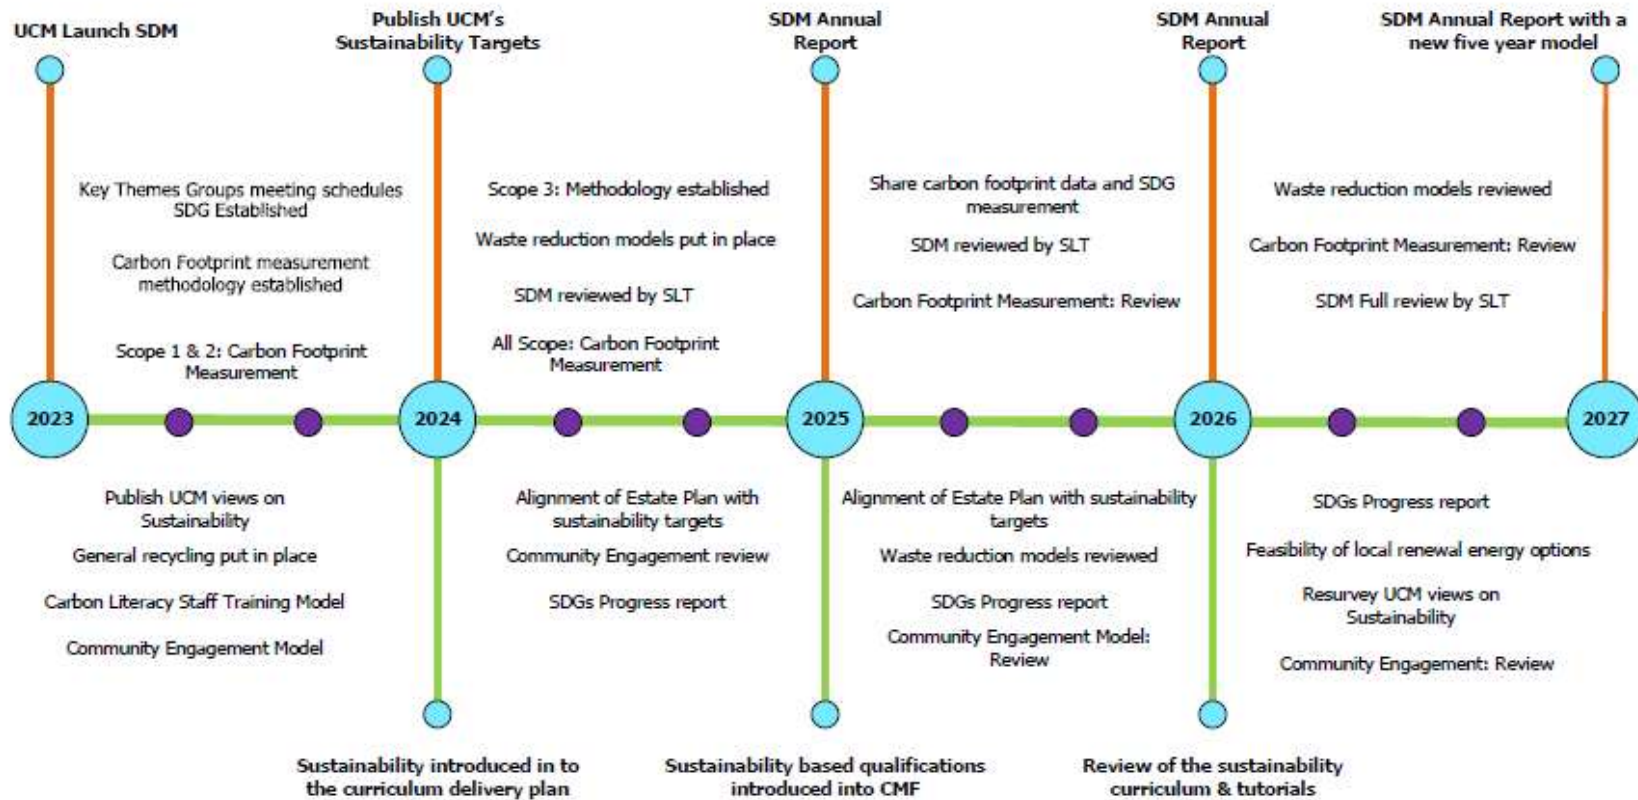 UCM Launch SDM
Publish UCM's
Sustainability Targets
SDM Annual
Report
SDM Annual
Report
SDM Annual Report with a
new five year model
Key Themes Groups meeting schedules
SDG Established
Carbon Footprint measurement
methodology established
Scope 1 & 2: Carbon Footprint
Measurement
Scope 3: Methodology established
Waste reduction models put in place
SDM reviewed by SLT
All Scope: Carbon Footprint
Measurement
Share carbon footprint data and SDG
measurement
SDM reviewed by SLT
Carbon Footprint Measurement: Review
Waste reduction models reviewed
Carbon Footprint Measurement: Review
SDM Full review by SLT
2023
2024
2025
2026
2027
Publish UCM views on
Sustainability
General recycling put in place
Carbon Literacy Staff Training Model
Community Engagement Model
Alignment of Estate Plan with
sustainability targets
Community Engagement review
SDGs Progress report
Alignment of Estate Plan with sustainability
targets
Waste reduction models reviewed
SDGs Progress report
Community Engagement Model:
Review
SDGs Progress report
Feasibility of local renewal energy options
Resurvey UCM views on
Sustainability
Community Engagement: Review
Sustainability introduced in to
the curriculum delivery plan
Sustainability based qualifications
introduced into CMF
Review of the sustainability
curriculum & tutorials